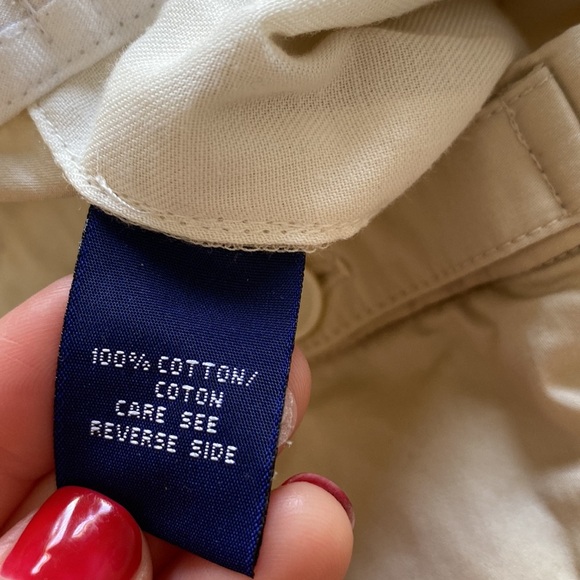 100% COTTON/
COTON
CARE SEE
REVERSE SIDE